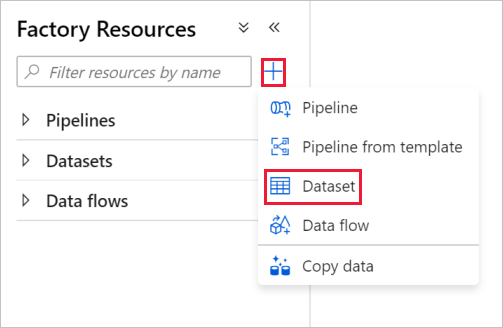 Factory Resources
Filter resources by name
Pipelines
Datasets
Data flows
Pipeline
Pipeline from template
Dataset
Data flow
Copy data